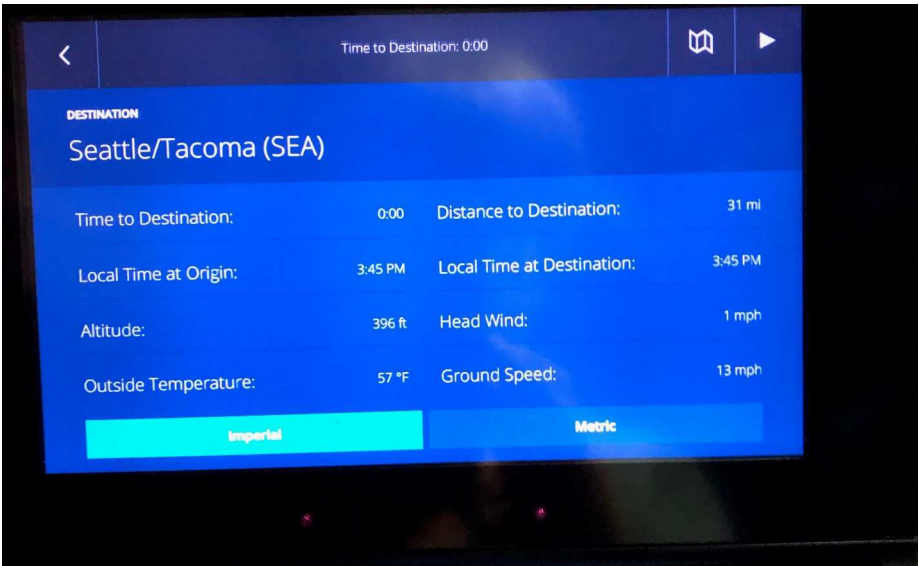 Time to Destination: 0:00
DESTINATION
Seattle/Tacoma (SEA)
Time to Destination: 0:00 Distance to Destination: 31 mi
Local Time at Origin: 3:45 PM Local Time at Destination: 3:45 PM
Altitude: 396 ft Head Wind: 1 mph
Outside Temperature: 57 °F Ground Speed: 13 mph
Imperial Metric